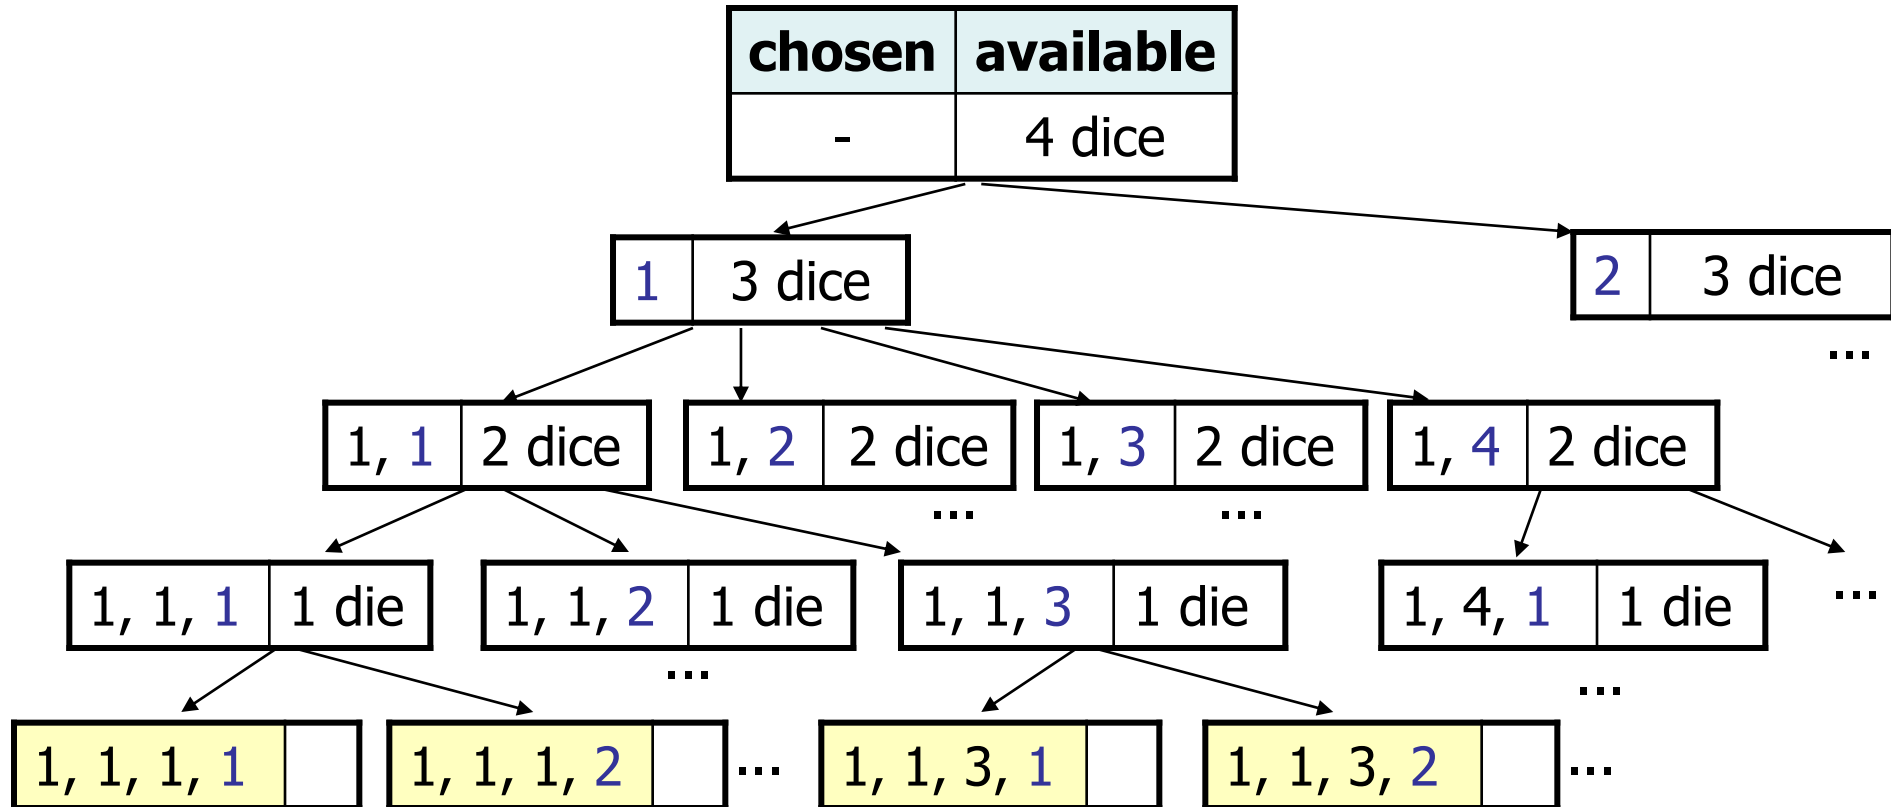 chosen available
- 4 dice
1 3 dice
2 3 dice
...
1, 1 2 dice
1, 2 2 dice
1, 3 2 dice
1, 4 2 dice
... ...
1, 1, 1 1 die
1, 1, 2 1 die
1, 1, 3 1 die
1, 4, 1 1 die
...
... ...
1, 1, 1, 1
1, 1, 1, 2
...
1, 1, 3, 1
1, 1, 3, 2
...